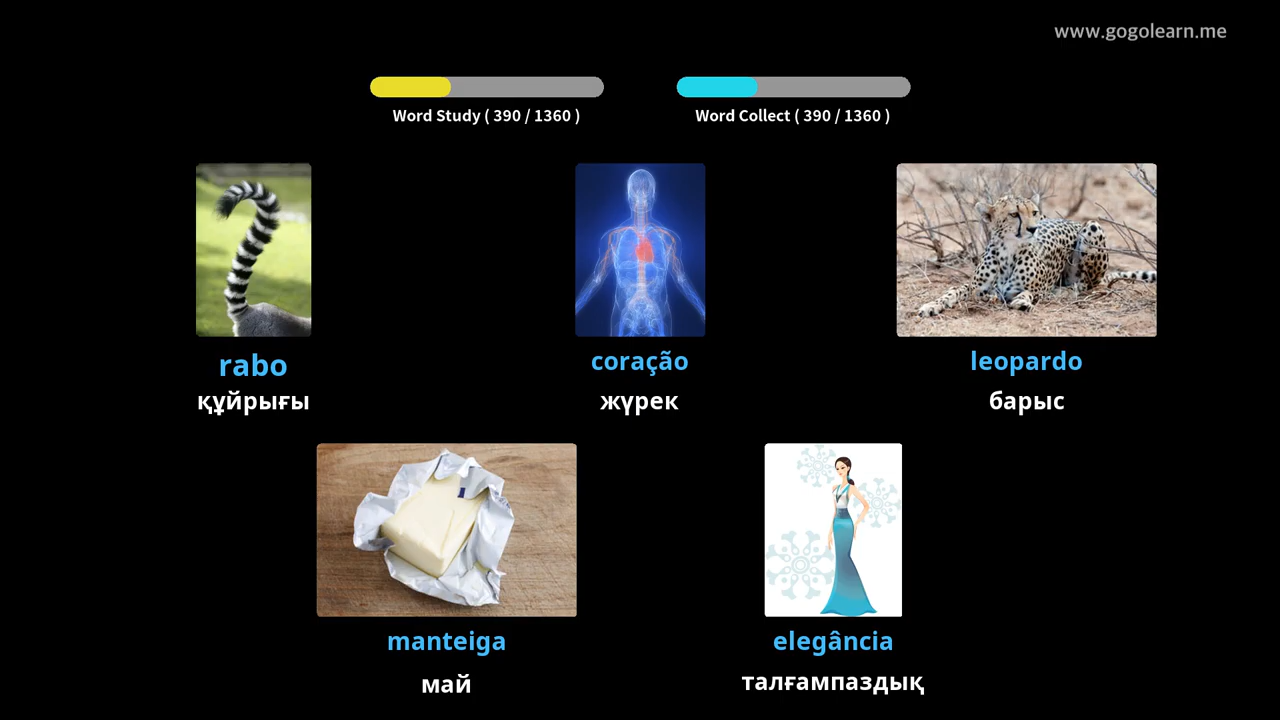 www.gogolearn.me
Word Study ( 390 / 1360 )
Word Collect ( 390 / 1360 )
rabo
құйрығы
coração
жүрек
leopardo
барыс
manteiga
май
elegância
талғампаздық